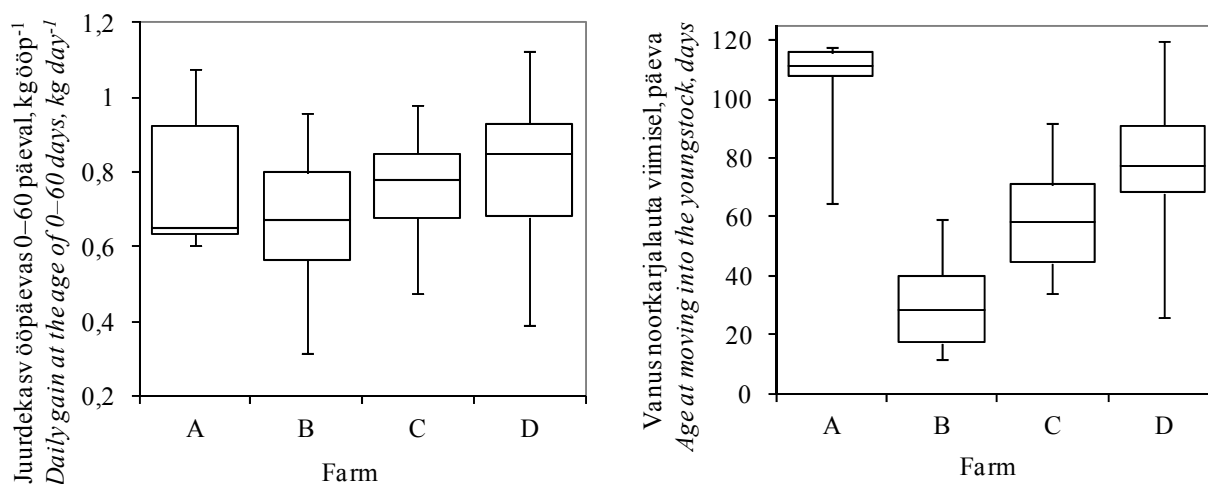 Juurdekasv ööpäevas 0–60 päeval, kg ööp⁻¹
Daily gain at the age of 0–60 days, kg day⁻¹
1,2
1
0,8
0,6
0,4
0,2
A B C D
Farm
Vanus noorkarjalauta viimisel, päeva
Age at moving into the youngstock, days
120
100
80
60
40
20
0
A B C D
Farm